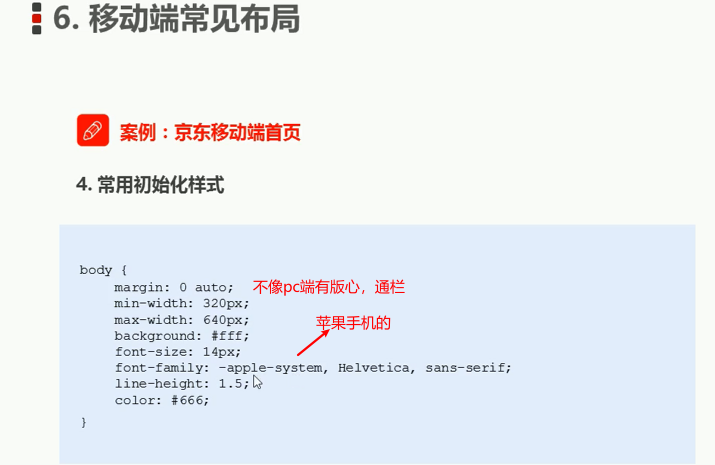 6. 移动端常见布局
案例：京东移动端首页
4. 常用初始化样式
body {
margin: 0 auto; 不像pc端有版心，通栏
min-width: 320px;
max-width: 640px; 苹果手机的
background: #fff;
font-size: 14px;
font-family: -apple-system, Helvetica, sans-serif;
line-height: 1.5;
color: #666;
}